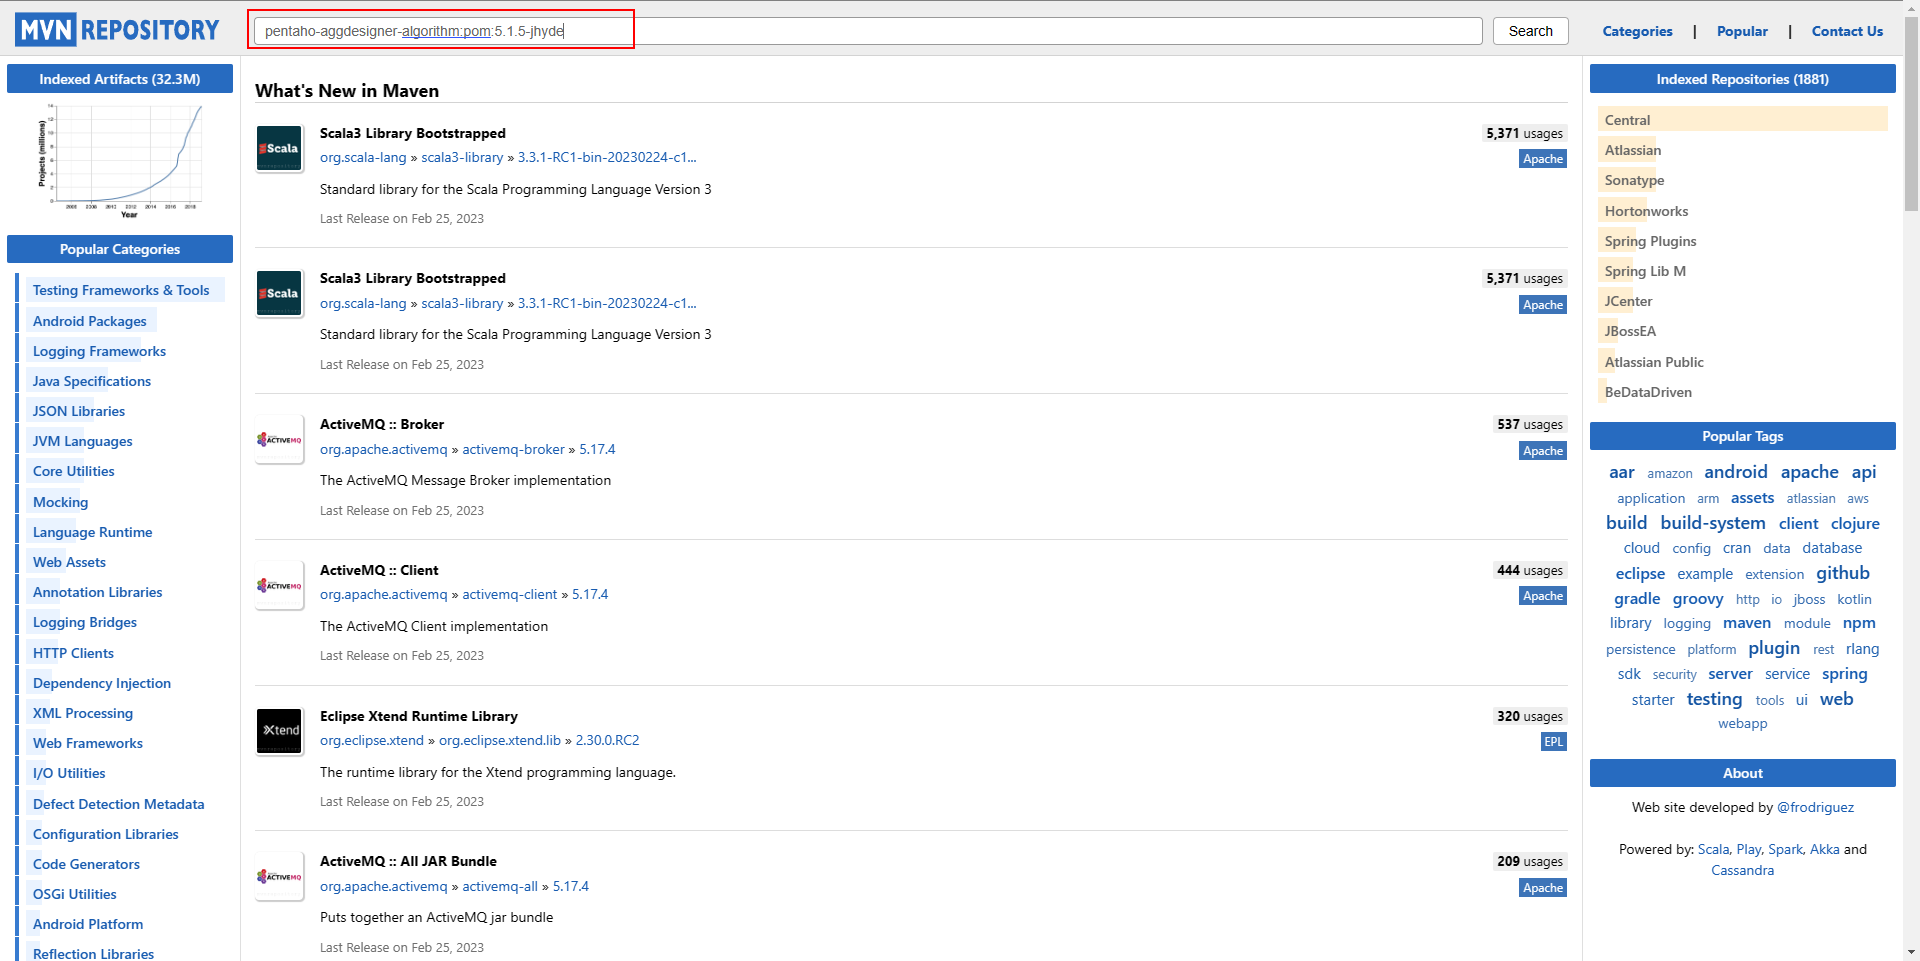 MVN REPOSITORY
pentaho-aggdesigner-algorithm:pom:5.1.5-jhyde
Search
Categories | Popular | Contact Us
Indexed Artifacts (32.3M)
Projects (millions)
Year
Popular Categories
Testing Frameworks & Tools
Android Packages
Logging Frameworks
Java Specifications
JSON Libraries
JVM Languages
Core Utilities
Mocking
Language Runtime
Web Assets
Annotation Libraries
Logging Bridges
HTTP Clients
Dependency Injection
XML Processing
Web Frameworks
I/O Utilities
Defect Detection Metadata
Configuration Libraries
Code Generators
OSGi Utilities
Android Platform
Reflection Libraries
What's New in Maven
Scala
Scala3 Library Bootstrapped
5,371 usages
org.scala-lang » scala3-library » 3.3.1-RC1-bin-20230224-c1...
Apache
Standard library for the Scala Programming Language Version 3
Last Release on Feb 25, 2023
Scala
Scala3 Library Bootstrapped
5,371 usages
org.scala-lang » scala3-library » 3.3.1-RC1-bin-20230224-c1...
Apache
Standard library for the Scala Programming Language Version 3
Last Release on Feb 25, 2023
ACTIVEMQ
ActiveMQ :: Broker
537 usages
org.apache.activemq » activemq-broker » 5.17.4
Apache
The ActiveMQ Message Broker implementation
Last Release on Feb 25, 2023
ACTIVEMQ
ActiveMQ :: Client
444 usages
org.apache.activemq » activemq-client » 5.17.4
Apache
The ActiveMQ Client implementation
Last Release on Feb 25, 2023
Xtend
Eclipse Xtend Runtime Library
320 usages
org.eclipse.xtend » org.eclipse.xtend.lib » 2.30.0.RC2
EPL
The runtime library for the Xtend programming language.
Last Release on Feb 25, 2023
ACTIVEMQ
ActiveMQ :: All JAR Bundle
209 usages
org.apache.activemq » activemq-all » 5.17.4
Apache
Puts together an ActiveMQ jar bundle
Last Release on Feb 25, 2023
Indexed Repositories (1881)
Central
Atlassian
Sonatype
Hortonworks
Spring Plugins
Spring Lib M
JCenter
JBossEA
Atlassian Public
BeDataDriven
Popular Tags
aar amazon android apache api
application arm assets atlassian aws
build build-system client clojure
cloud config cran data database
eclipse example extension github
gradle groovy http io jboss kotlin
library logging maven module npm
persistence platform plugin rest rlang
sdk security server service spring
starter testing tools ui web
webapp
About
Web site developed by @frodriguez
Powered by: Scala, Play, Spark, Akka and
Cassandra